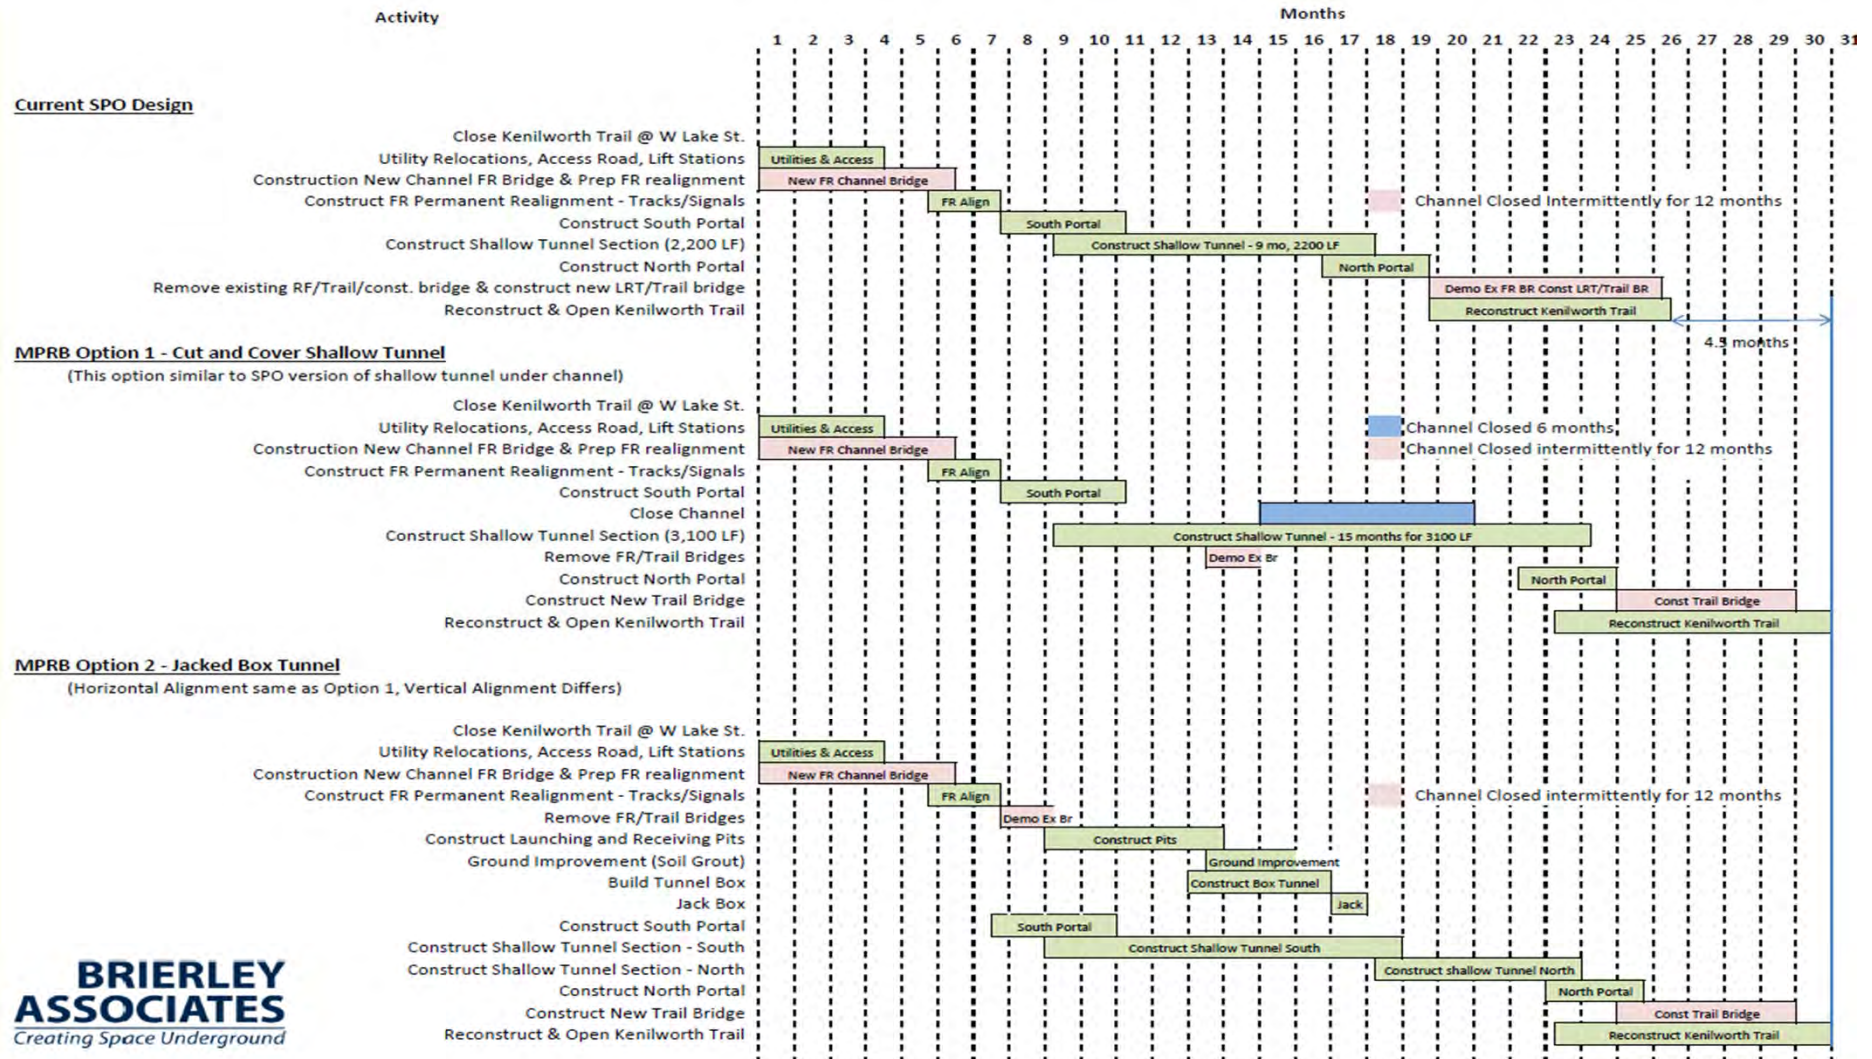 Activity Months
1 2 3 4 5 6 7 8 9 10 11 12 13 14 15 16 17 18 19 20 21 22 23 24 25 26 27 28 29 30 31
Current SPO Design
Close Kenilworth Trail @ W Lake St.
Utility Relocations, Access Road, Lift Stations Utilities & Access
Construction New Channel FR Bridge & Prep FR realignment New FR Channel Bridge
Construct FR Permanent Realignment - Tracks/Signals FR Align Channel Closed Intermittently for 12 months
Construct South Portal South Portal
Construct Shallow Tunnel Section (2,200 LF) Construct Shallow Tunnel - 9 mo, 2200 LF
Construct North Portal North Portal
Remove existing RF/Trail/const. bridge & construct new LRT/Trail bridge Demo Ex FR BR Const LRT/Trail BR
Reconstruct & Open Kenilworth Trail Reconstruct Kenilworth Trail
4.5 months
MPRB Option 1 - Cut and Cover Shallow Tunnel
(This option similar to SPO version of shallow tunnel under channel)
Close Kenilworth Trail @ W Lake St.
Utility Relocations, Access Road, Lift Stations Utilities & Access Channel Closed 6 months
Construction New Channel FR Bridge & Prep FR realignment New FR Channel Bridge Channel Closed intermittently for 12 months
Construct FR Permanent Realignment - Tracks/Signals FR Align
Construct South Portal South Portal
Close Channel
Construct Shallow Tunnel Section (3,100 LF) Construct Shallow Tunnel - 15 months for 3100 LF
Remove FR/Trail Bridges Demo Ex Br
Construct North Portal North Portal
Construct New Trail Bridge Const Trail Bridge
Reconstruct & Open Kenilworth Trail Reconstruct Kenilworth Trail
MPRB Option 2 - Jacked Box Tunnel
(Horizontal Alignment same as Option 1, Vertical Alignment Differs)
Close Kenilworth Trail @ W Lake St.
Utility Relocations, Access Road, Lift Stations Utilities & Access
Construction New Channel FR Bridge & Prep FR realignment New FR Channel Bridge
Construct FR Permanent Realignment - Tracks/Signals FR Align Channel Closed intermittently for 12 months
Remove FR/Trail Bridges Demo Ex Br
Construct Launching and Receiving Pits Construct Pits
Ground Improvement (Soil Grout) Ground Improvement
Build Tunnel Box Construct Box Tunnel
Jack Box Jack
Construct South Portal South Portal
Construct Shallow Tunnel Section - South Construct Shallow Tunnel South
Construct Shallow Tunnel Section - North Construct shallow Tunnel North
Construct North Portal North Portal
Construct New Trail Bridge Const Trail Bridge
Reconstruct & Open Kenilworth Trail Reconstruct Kenilworth Trail
BRIERLEY
ASSOCIATES
Creating Space Underground